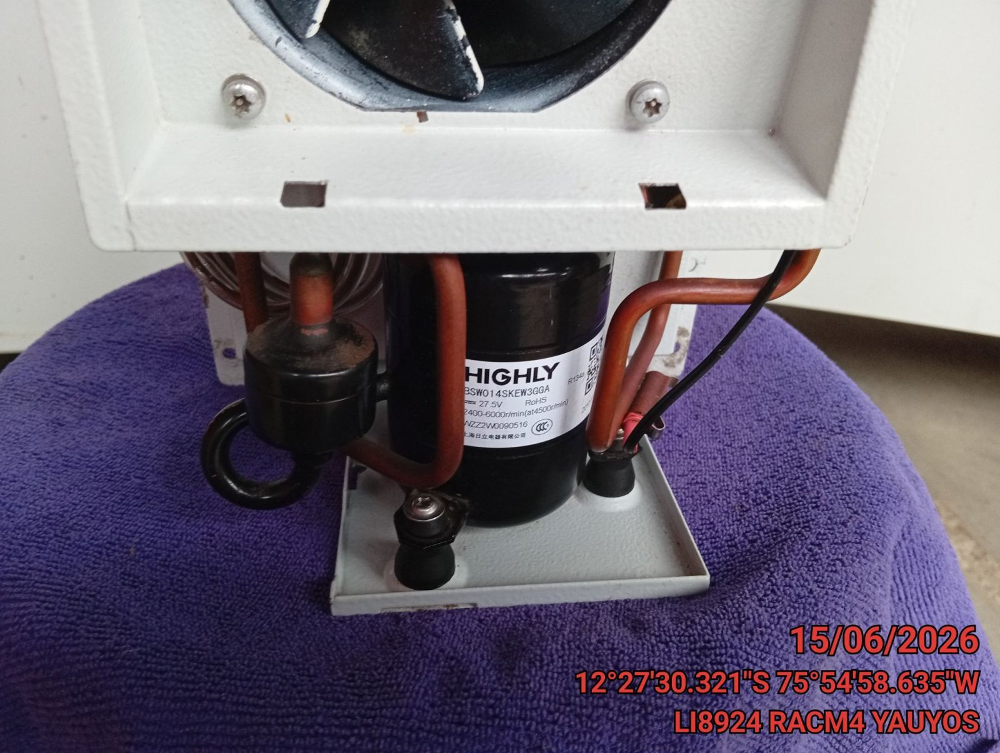 HIGHLY
BSW014SKEW3GGA
R134a
27.5V RoHS
2400-6000r/min(at4500r/min)
WZZ2W0090516
上海日立电器有限公司
15/06/2026
12°27'30.321"S 75°54'58.635"W
LI8924 RACM4 YAUYOS